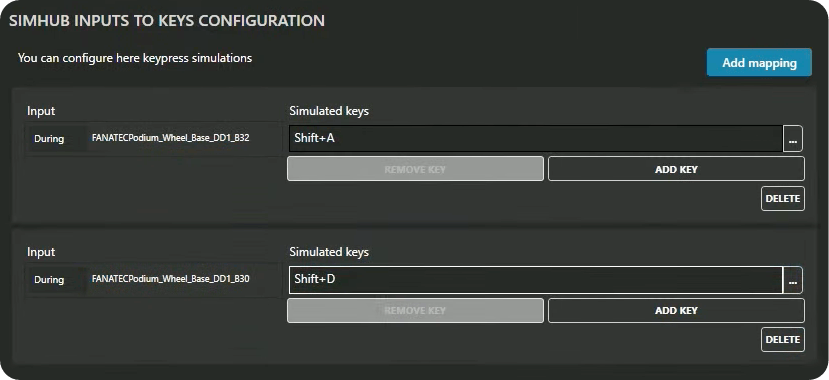 SIMHUB INPUTS TO KEYS CONFIGURATION
You can configure here keypress simulations
Add mapping
Input
Simulated keys
During
FANATECPodium_Wheel_Base_DD1_B32
Shift+A
...
REMOVE KEY
ADD KEY
DELETE
Input
Simulated keys
During
FANATECPodium_Wheel_Base_DD1_B30
Shift+D
...
REMOVE KEY
ADD KEY
DELETE